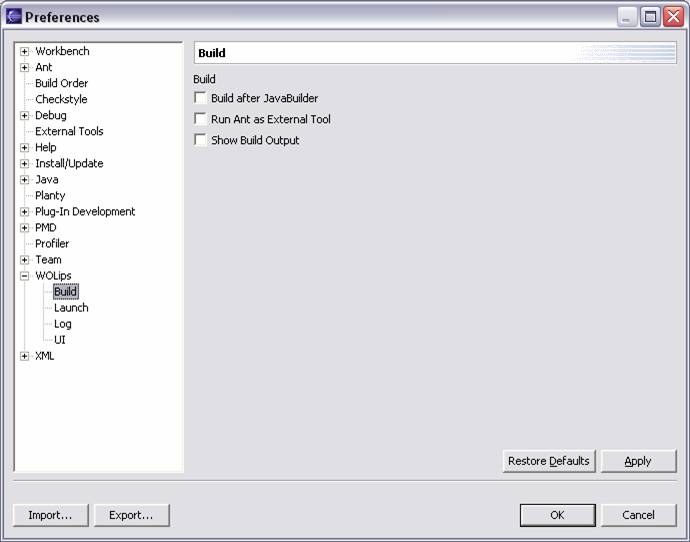 Preferences
Workbench
Ant
Build Order
Checkstyle
Debug
External Tools
Help
Install/Update
Java
Planty
Plug-In Development
PMD
Profiler
Team
WOLips
Build
Launch
Log
UI
XML
Build
Build
Build after JavaBuilder
Run Ant as External Tool
Show Build Output
Restore Defaults
Apply
Import...
Export...
OK
Cancel